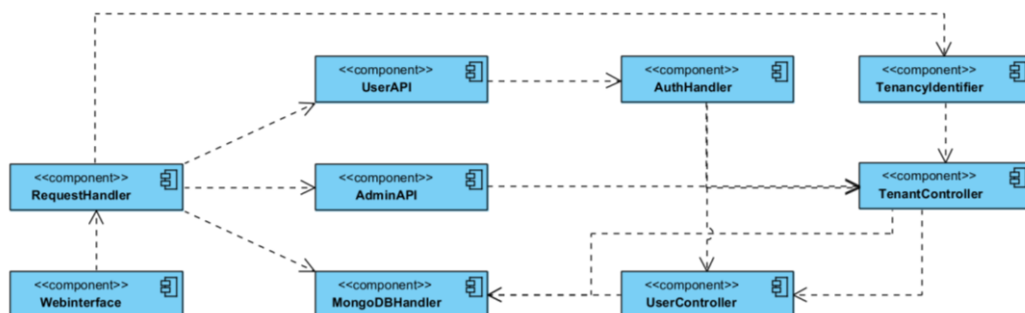 <<component>>
UserAPI
<<component>>
AuthHandler
<<component>>
TenancyIdentifier
<<component>>
RequestHandler
<<component>>
AdminAPI
<<component>>
TenantController
<<component>>
Webinterface
<<component>>
MongoDBHandler
<<component>>
UserController